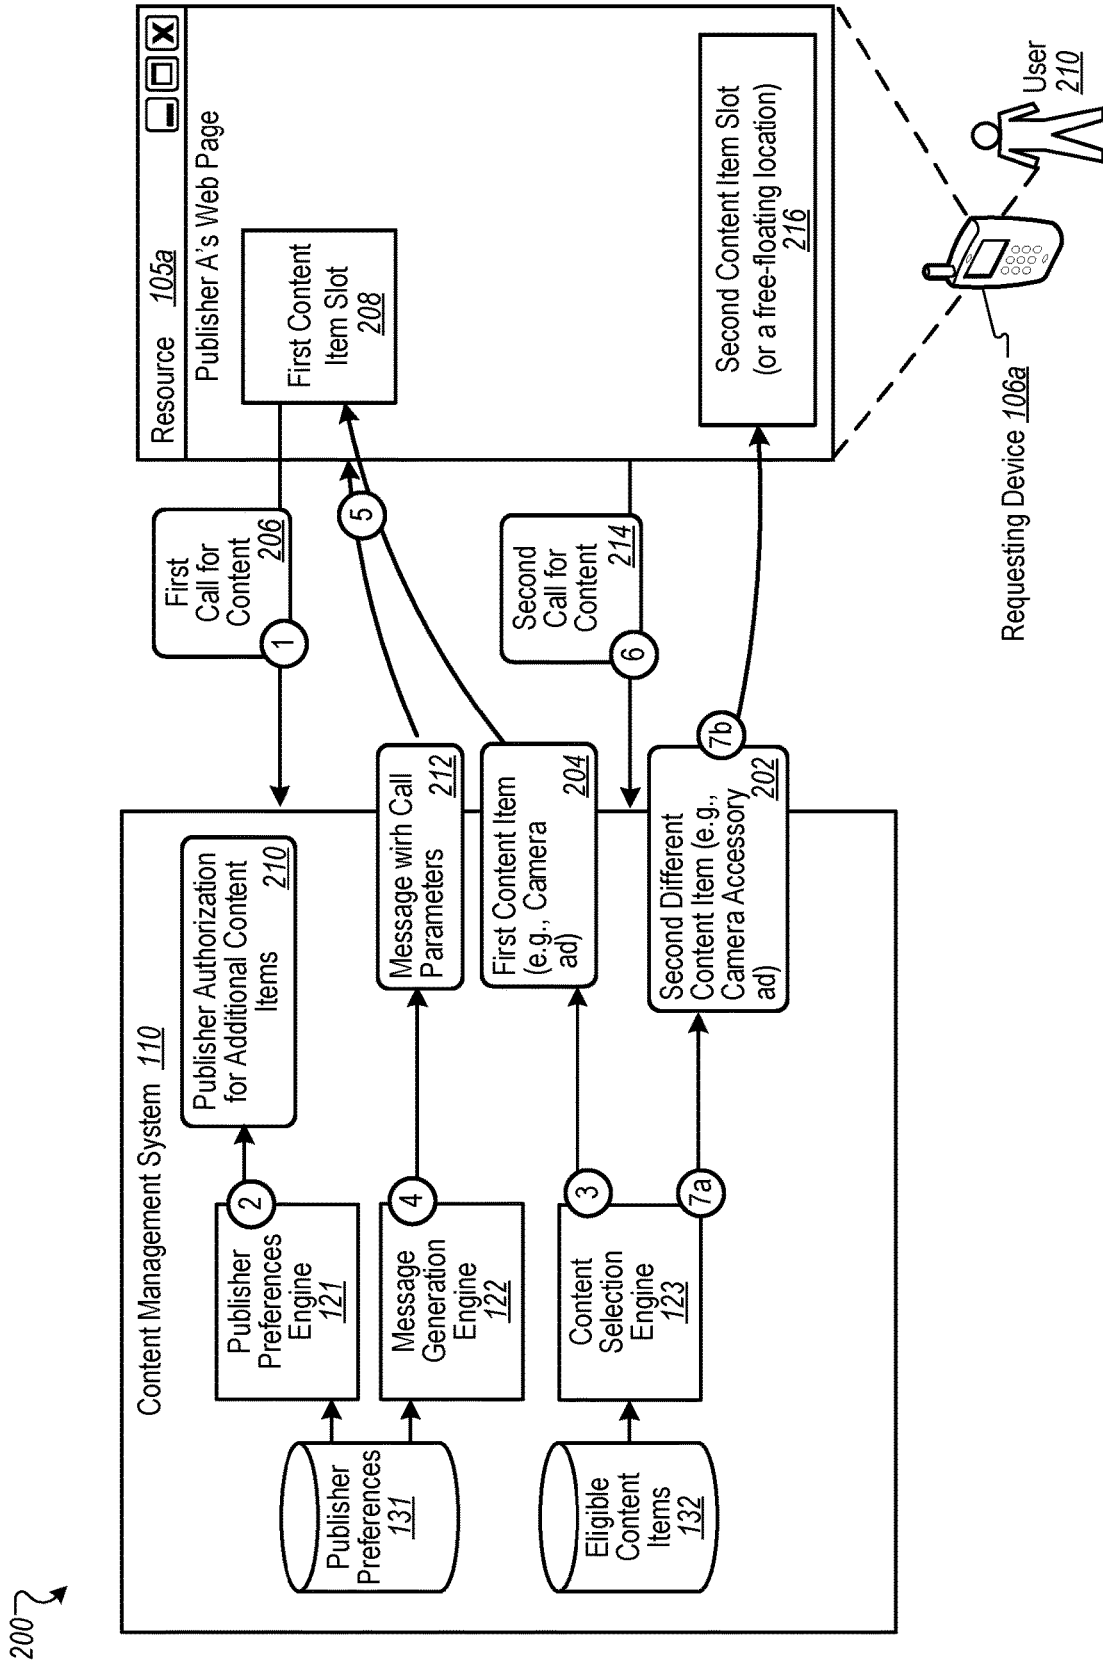 200
Content Management System 110
Publisher
Preferences
131
Eligible
Content
Items
132
Publisher
Preferences
Engine
121
2
Publisher Authorization
for Additional Content
Items
210
Message
Generation
Engine
122
4
Message wirh Call
Parameters
212
Content
Selection
Engine
123
3
7a
First Content Item
(e.g., Camera
ad)
204
Second Different
Content Item (e.g.,
Camera Accessory
ad)
202
7b
First
Call for
Content
206
1
5
Second
Call for
Content
214
6
Resource 105a
Publisher A's Web Page
First Content
Item Slot
208
Second Content Item Slot
(or a free-floating location)
216
Requesting Device 106a
User
210